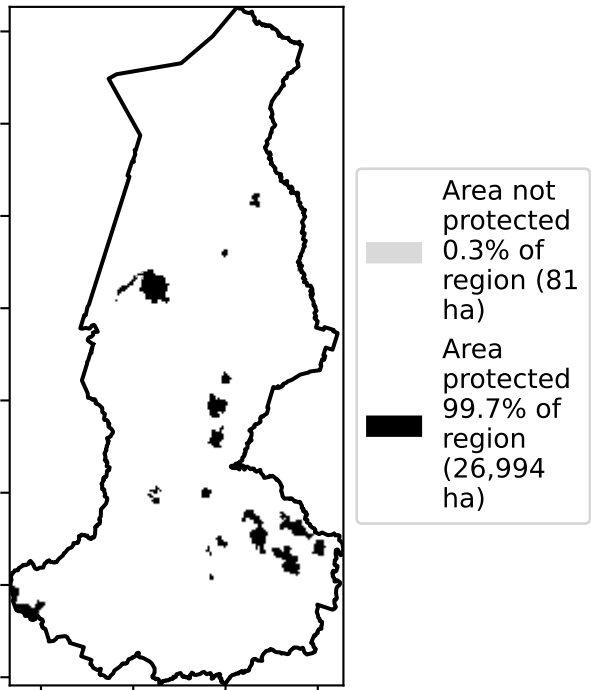 Area not
protected
0.3% of
region (81
ha)
Area
protected
99.7% of
region
(26,994
ha)